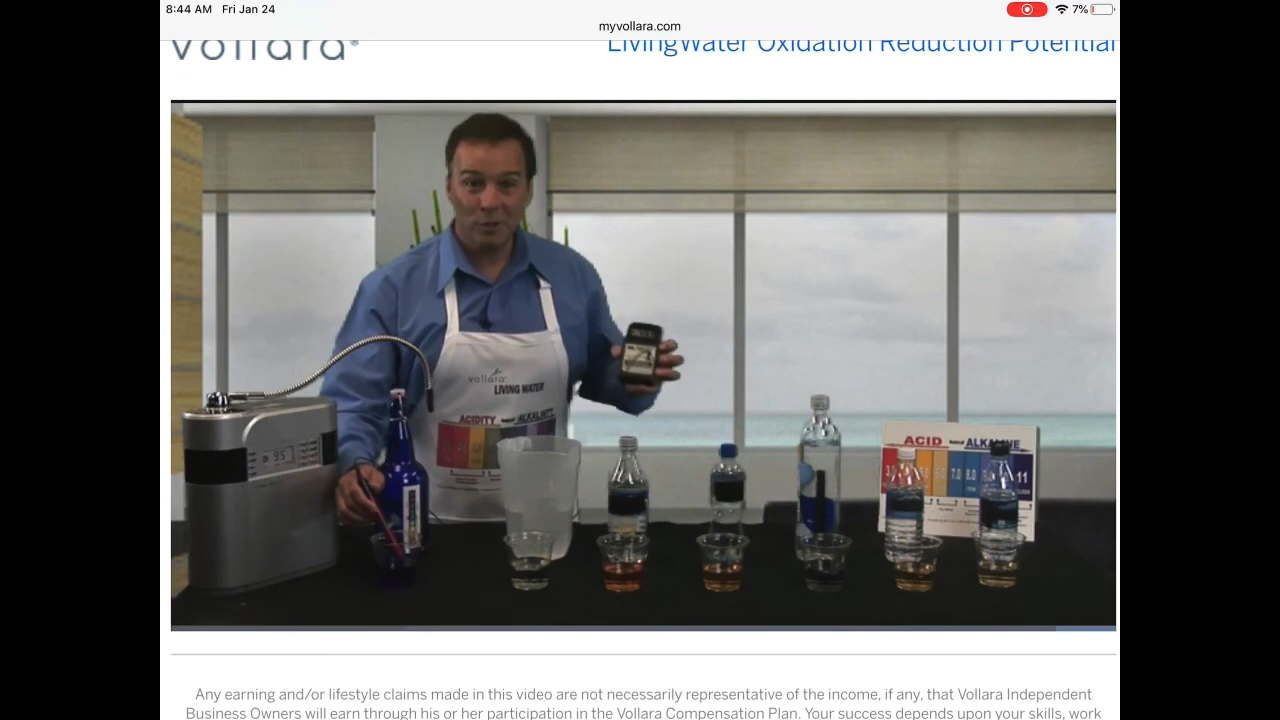 8:44 AM Fri Jan 24
7%
myvollara.com
vollara®
LivingWater Oxidation Reduction Potential
vollara
LIVING WATER
ACIDITY ALKALINITY
9.5
ACID ALKALINE
7.0 8.0 11
Any earning and/or lifestyle claims made in this video are not necessarily representative of the income, if any, that Vollara Independent
Business Owners will earn through his or her participation in the Vollara Compensation Plan. Your success depends upon your skills, work